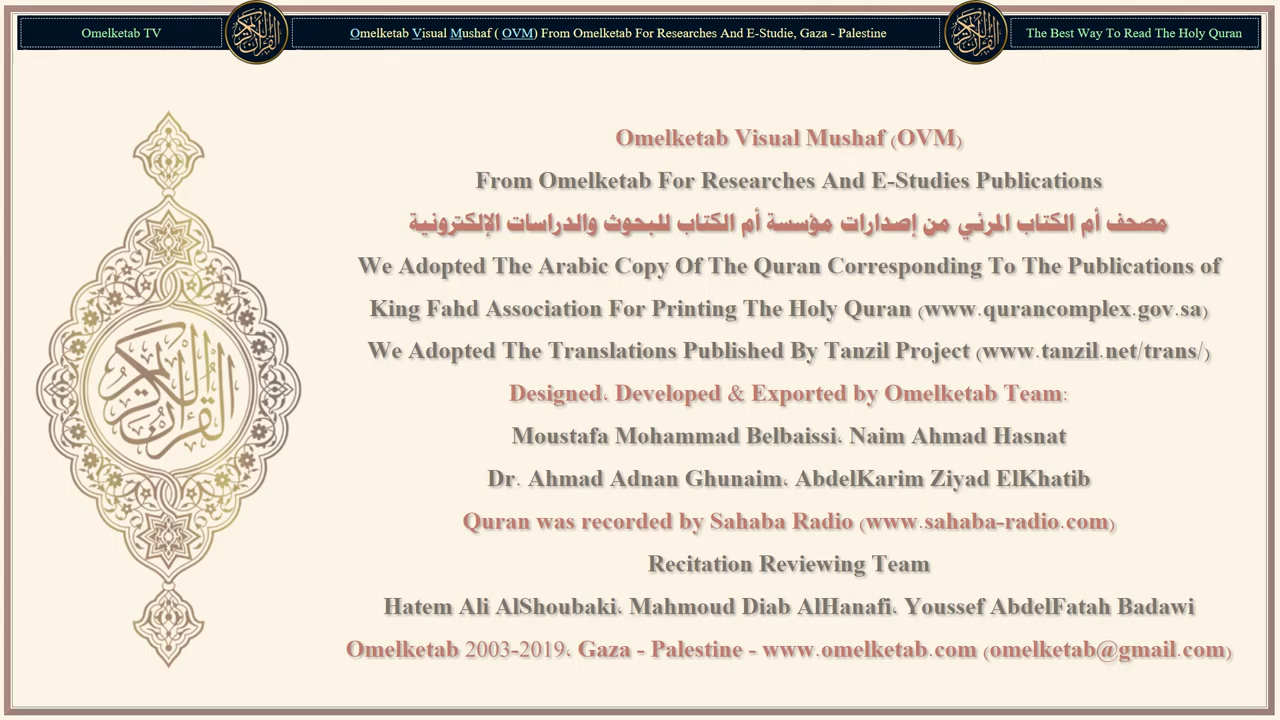 Omelketab TV
Omelketab Visual Mushaf ( OVM) From Omelketab For Researches And E-Studie, Gaza - Palestine
The Best Way To Read The Holy Quran
القرآن الكريم
Omelketab Visual Mushaf (OVM)
From Omelketab For Researches And E-Studies Publications
مصحف أم الكتاب المرئي من إصدارات مؤسسة أم الكتاب للبحوث والدراسات الإلكترونية
We Adopted The Arabic Copy Of The Quran Corresponding To The Publications of
King Fahd Association For Printing The Holy Quran (www.qurancomplex.gov.sa)
We Adopted The Translations Published By Tanzil Project (www.tanzil.net/trans/)
Designed، Developed & Exported by Omelketab Team:
Moustafa Mohammad Belbaissi، Naim Ahmad Hasnat
Dr. Ahmad Adnan Ghunaim، AbdelKarim Ziyad ElKhatib
Quran was recorded by Sahaba Radio (www.sahaba-radio.com)
Recitation Reviewing Team
Hatem Ali AlShoubaki، Mahmoud Diab AlHanafi، Youssef AbdelFatah Badawi
Omelketab 2003-2019، Gaza - Palestine - www.omelketab.com (omelketab@gmail.com)